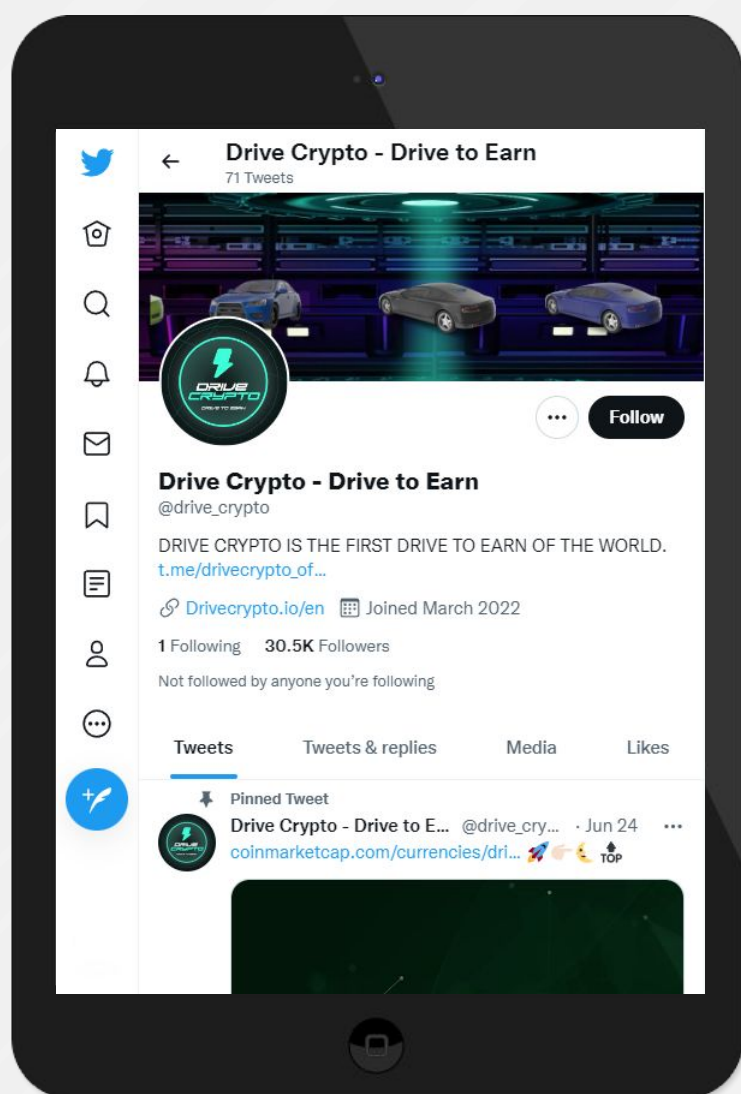 Drive Crypto - Drive to Earn
71 Tweets
DRIVE
CRYPTO
DRIVE TO EARN
Follow
Drive Crypto - Drive to Earn
@drive_crypto
DRIVE CRYPTO IS THE FIRST DRIVE TO EARN OF THE WORLD.
t.me/drivecrypto_of...
Drivecrypto.io/en Joined March 2022
1 Following 30.5K Followers
Not followed by anyone you're following
Tweets Tweets & replies Media Likes
Pinned Tweet
Drive Crypto - Drive to E... @drive_cry... · Jun 24
coinmarketcap.com/currencies/dri... 🚀👉🏻🌜🔝
DRIVE
CRYPTO